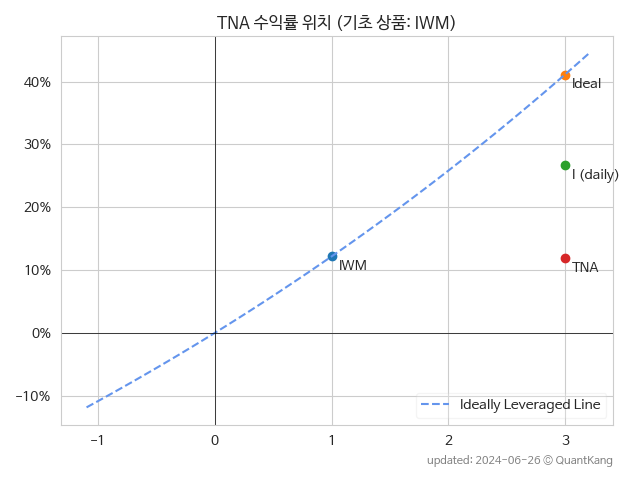 TNA 수익률 위치 (기초 상품: IWM)
40%
30%
20%
10%
0%
−10%
Ideal
I (daily)
IWM
TNA
Ideally Leveraged Line
−1
0
1
2
3
updated: 2024-06-26 © QuantKang